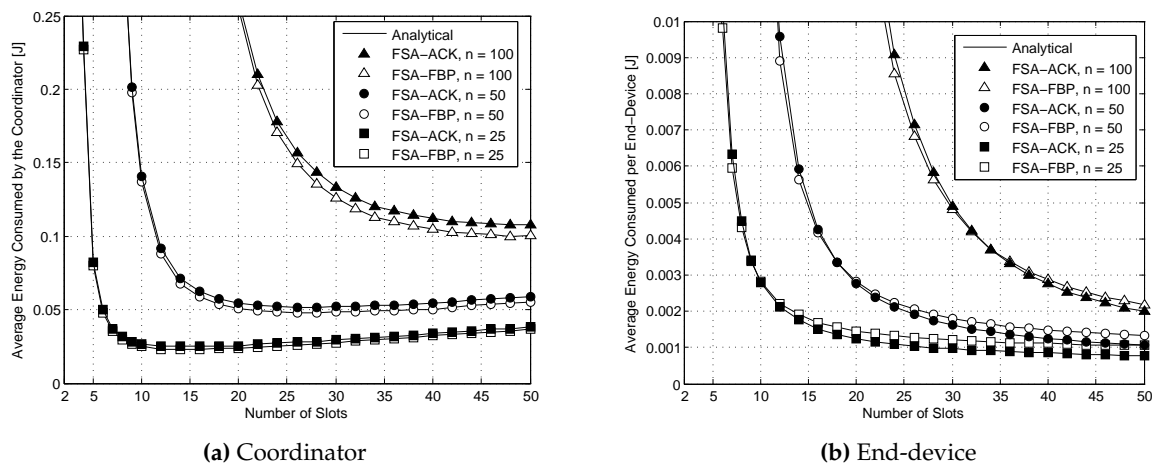 Average Energy Consumed by the Coordinator [J]
0.25
0.2
0.15
0.1
0.05
0
2 5 10 15 20 25 30 35 40 45 50
Number of Slots
Analytical
FSA−ACK, n = 100
FSA−FBP, n = 100
FSA−ACK, n = 50
FSA−FBP, n = 50
FSA−ACK, n = 25
FSA−FBP, n = 25
(a) Coordinator
Average Energy Consumed per End−Device [J]
0.01
0.009
0.008
0.007
0.006
0.005
0.004
0.003
0.002
0.001
0
2 5 10 15 20 25 30 35 40 45 50
Number of Slots
Analytical
FSA−ACK, n = 100
FSA−FBP, n = 100
FSA−ACK, n = 50
FSA−FBP, n = 50
FSA−ACK, n = 25
FSA−FBP, n = 25
(b) End-device